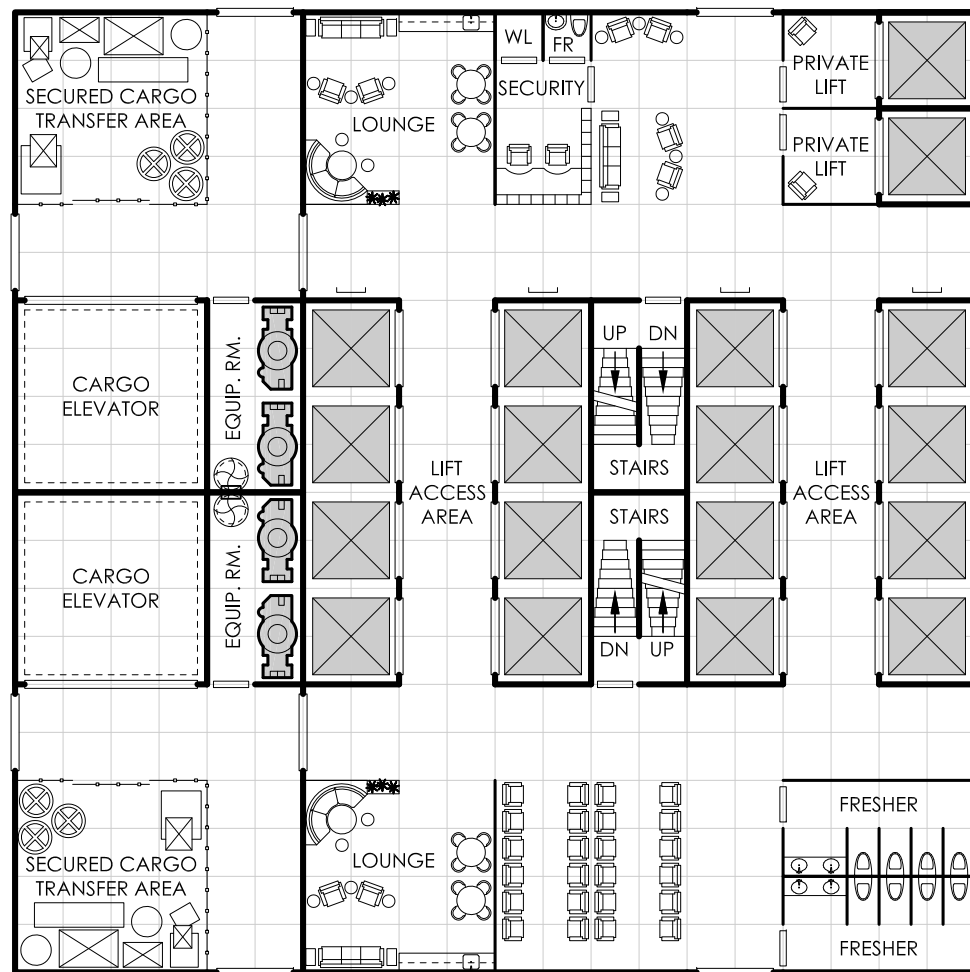 WL
FR
SECURED CARGO
TRANSFER AREA
LOUNGE
SECURITY
PRIVATE
LIFT
PRIVATE
LIFT
CARGO
ELEVATOR
EQUIP. RM.
LIFT
ACCESS
AREA
UP
DN
STAIRS
LIFT
ACCESS
AREA
CARGO
ELEVATOR
EQUIP. RM.
STAIRS
DN
UP
SECURED CARGO
TRANSFER AREA
LOUNGE
FRESHER
FRESHER